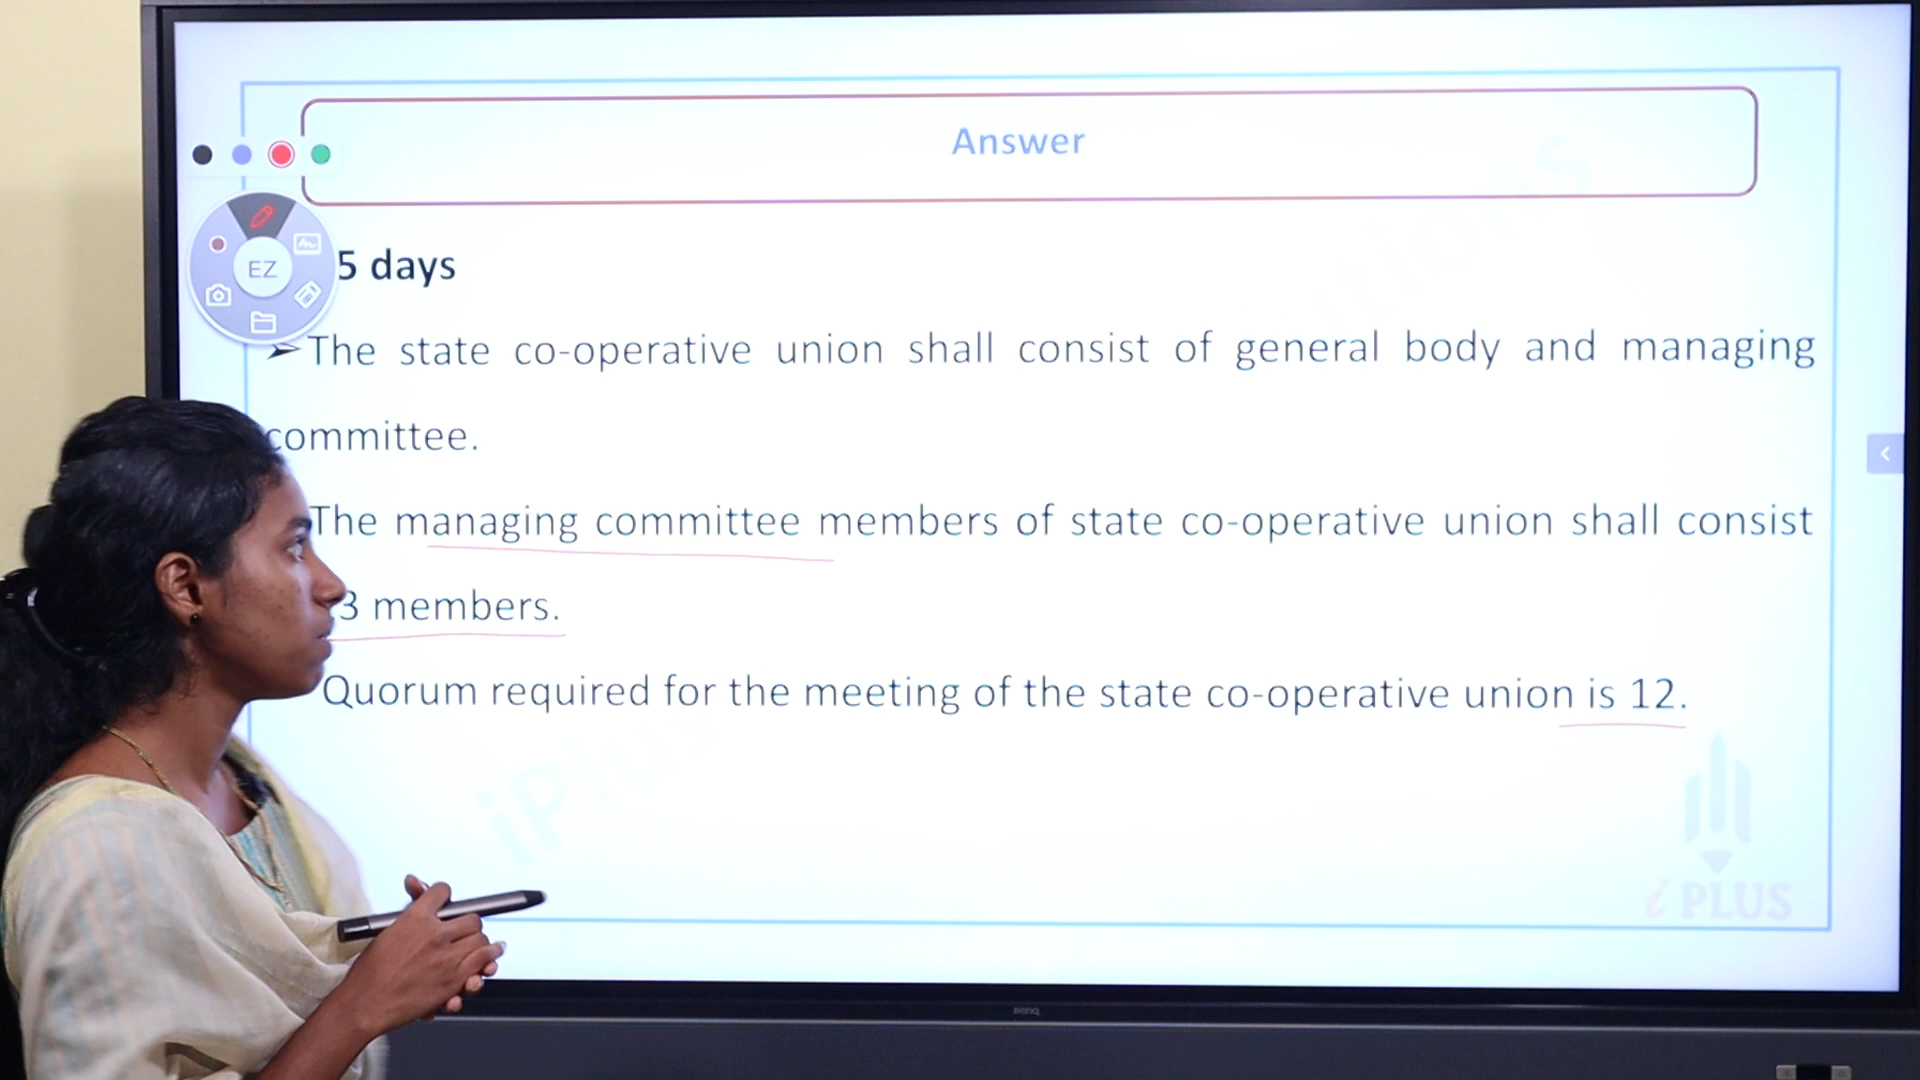 Answer
EZ
5 days
➢The state co-operative union shall consist of general body and managing
committee.
The managing committee members of state co-operative union shall consist
3 members.
Quorum required for the meeting of the state co-operative union is 12.
iPlus
i PLUS
BenQ